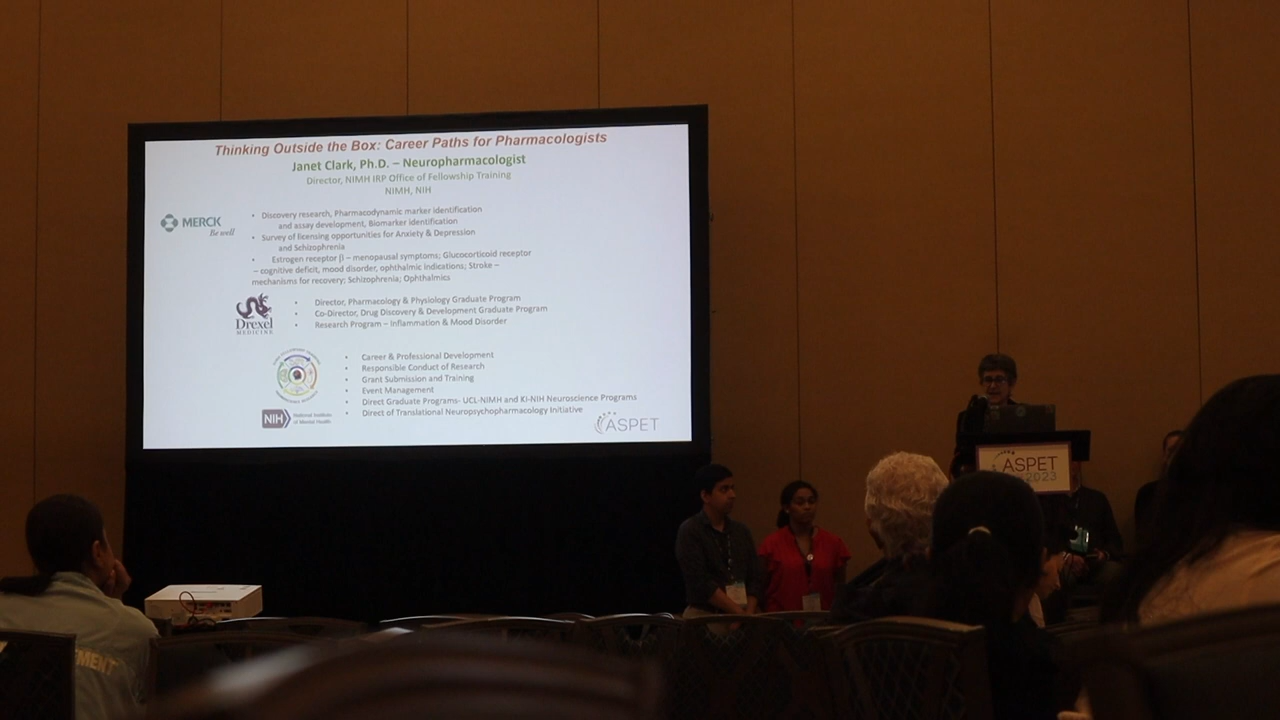 Thinking Outside the Box: Career Paths for Pharmacologists
Janet Clark, Ph.D. – Neuropharmacologist
Director, NIMH IRP Office of Fellowship Training
NIMH, NIH
MERCK
Be well
• Discovery research, Pharmacodynamic marker identification
and assay development, Biomarker identification
• Survey of licensing opportunities for Anxiety & Depression
and Schizophrenia
• Estrogen receptor β – menopausal symptoms; Glucocorticoid receptor
– cognitive deficit, mood disorder, ophthalmic indications; Stroke –
mechanisms for recovery; Schizophrenia; Ophthalmics
Drexel
MEDICINE
• Director, Pharmacology & Physiology Graduate Program
• Co-Director, Drug Discovery & Development Graduate Program
• Research Program – Inflammation & Mood Disorder
• Career & Professional Development
• Responsible Conduct of Research
• Grant Submission and Training
• Event Management
• Direct Graduate Programs- UCL-NIMH and KI-NIH Neuroscience Programs
• Direct of Translational Neuropsychopharmacology Initiative
NIH
National Institute
of Mental Health
ASPET
ASPET
2023
MENT